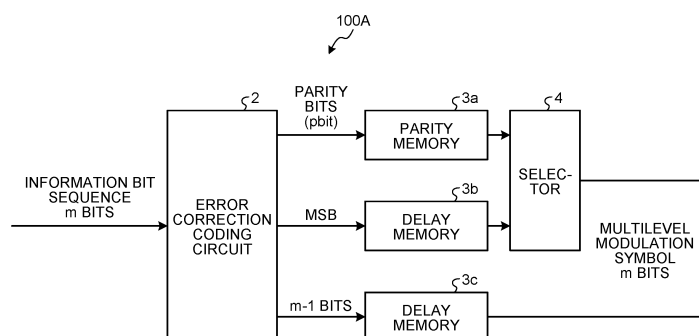 100A
2
PARITY
BITS
(pbit)
3a
4
PARITY
MEMORY
INFORMATION BIT
SEQUENCE
m BITS
ERROR
CORRECTION
CODING
CIRCUIT
SELEC-
TOR
MSB
3b
DELAY
MEMORY
MULTILEVEL
MODULATION
SYMBOL
m BITS
m-1 BITS
3c
DELAY
MEMORY